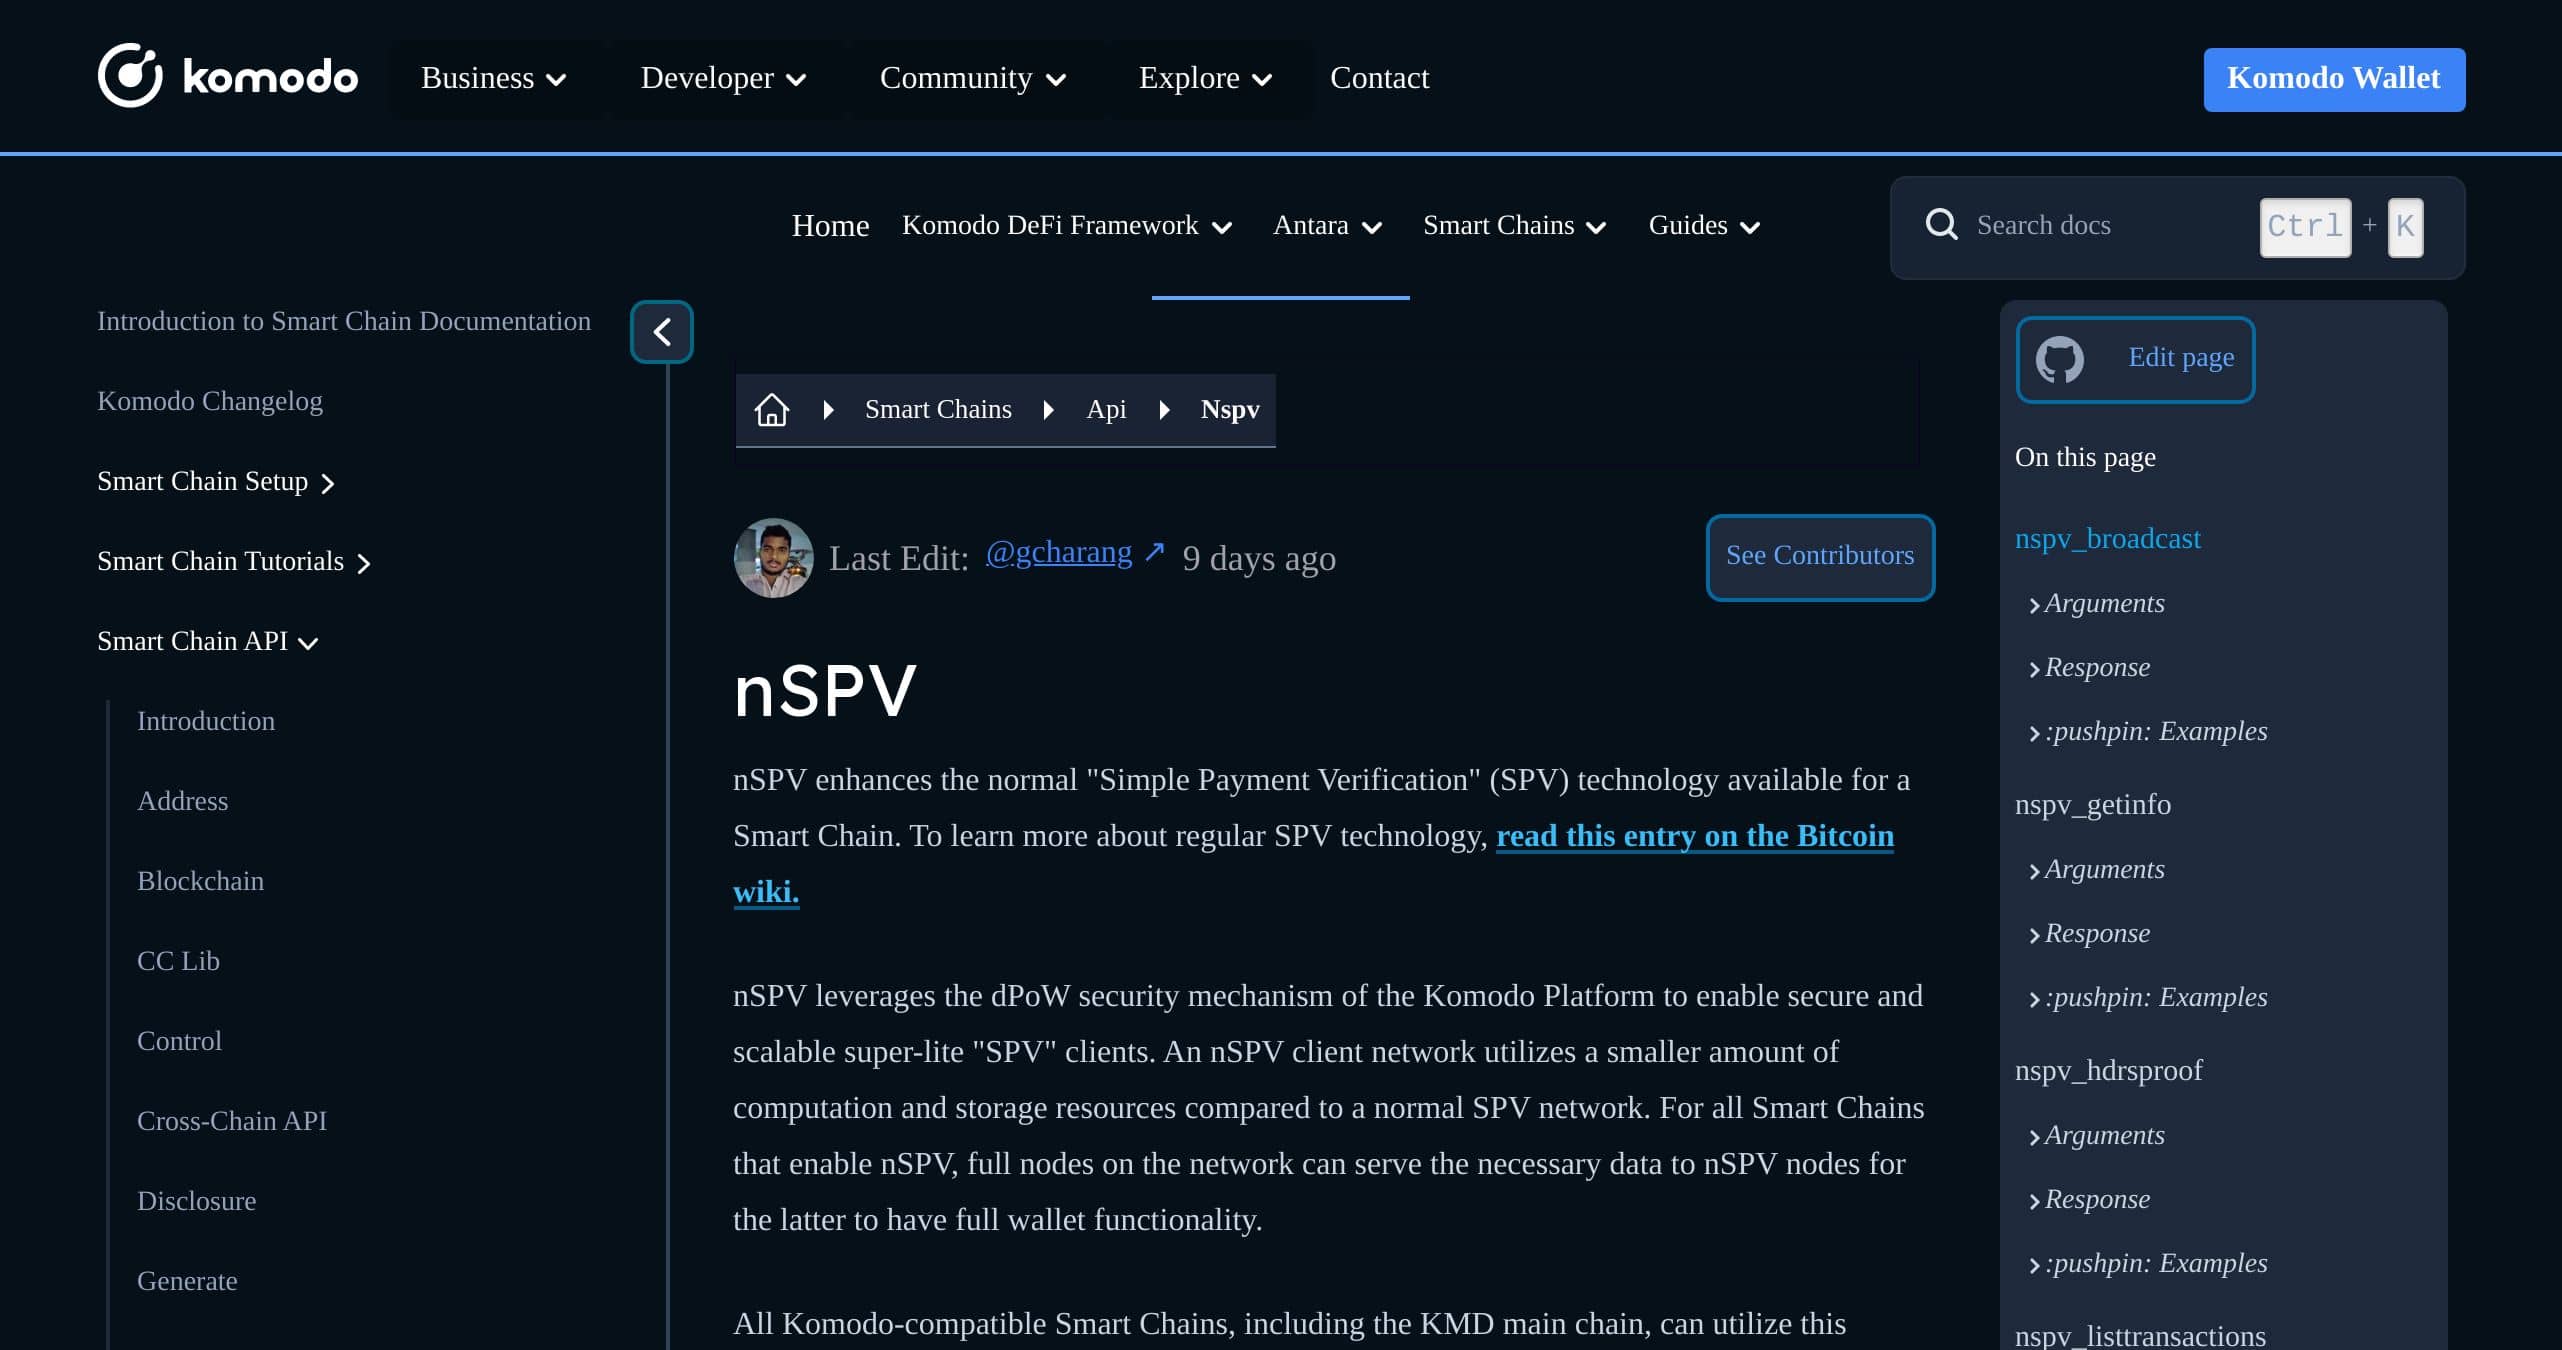 komodo Business Developer Community Explore Contact Komodo Wallet
Home Komodo DeFi Framework Antara Smart Chains Guides Search docs Ctrl + K
Introduction to Smart Chain Documentation
Komodo Changelog
Smart Chain Setup
Smart Chain Tutorials
Smart Chain API
Introduction
Address
Blockchain
CC Lib
Control
Cross-Chain API
Disclosure
Generate
Smart Chains Api Nspv
Last Edit: @gcharang ↗ 9 days ago See Contributors
nSPV
nSPV enhances the normal "Simple Payment Verification" (SPV) technology available for a
Smart Chain. To learn more about regular SPV technology, read this entry on the Bitcoin
wiki.
nSPV leverages the dPoW security mechanism of the Komodo Platform to enable secure and
scalable super-lite "SPV" clients. An nSPV client network utilizes a smaller amount of
computation and storage resources compared to a normal SPV network. For all Smart Chains
that enable nSPV, full nodes on the network can serve the necessary data to nSPV nodes for
the latter to have full wallet functionality.
All Komodo-compatible Smart Chains, including the KMD main chain, can utilize this
Edit page
On this page
nspv_broadcast
Arguments
Response
:pushpin: Examples
nspv_getinfo
Arguments
Response
:pushpin: Examples
nspv_hdrsproof
Arguments
Response
:pushpin: Examples
nspv_listtransactions